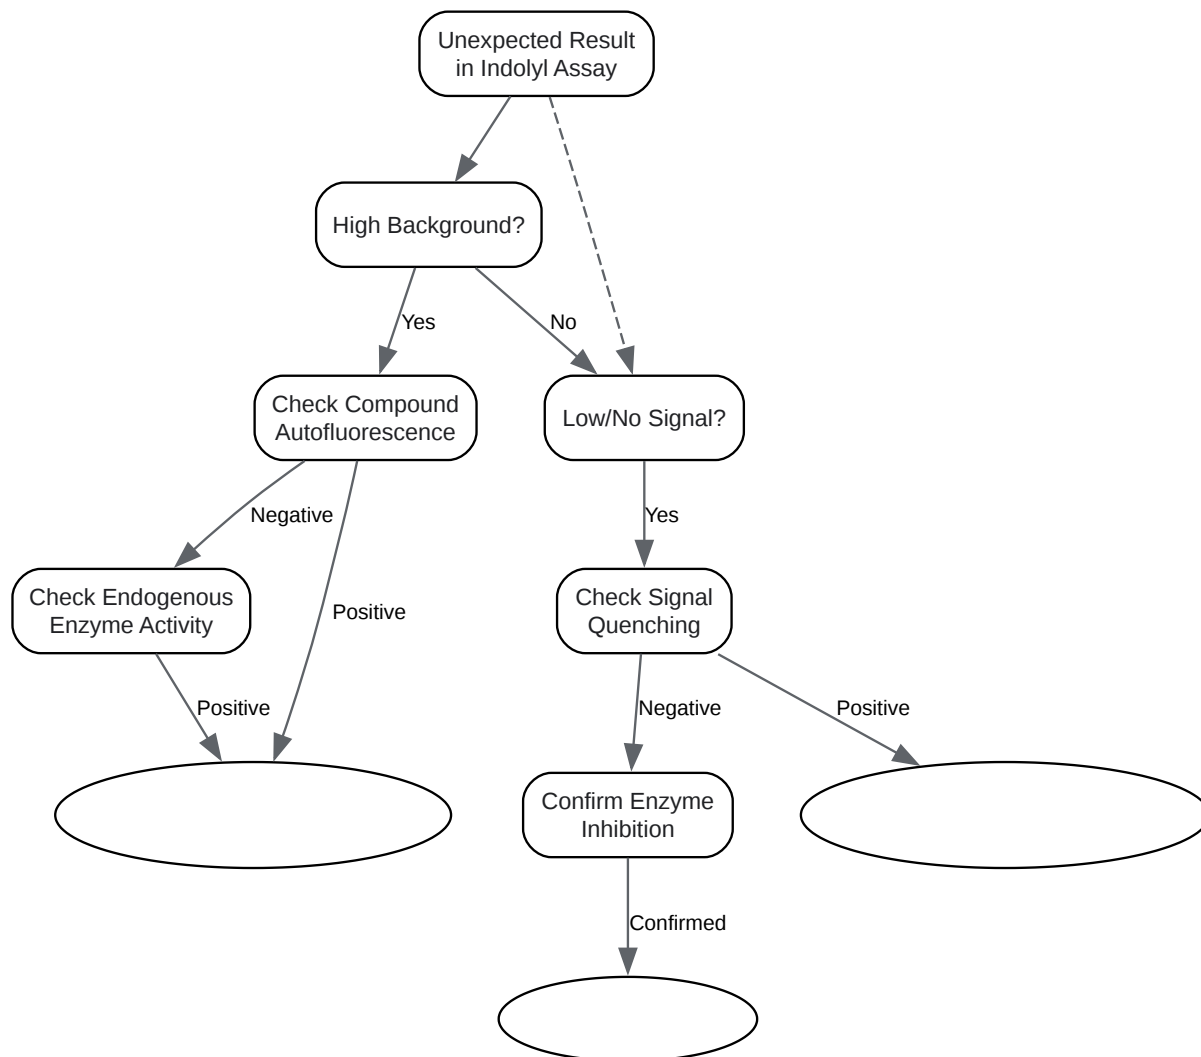 Unexpected Result
in Indolyl Assay
High Background?
Yes
No
Check Compound
Autofluorescence
Low/No Signal?
Negative
Yes
Check Endogenous
Enzyme Activity
Positive
Check Signal
Quenching
Positive
Negative
Positive
Confirm Enzyme
Inhibition
Confirmed